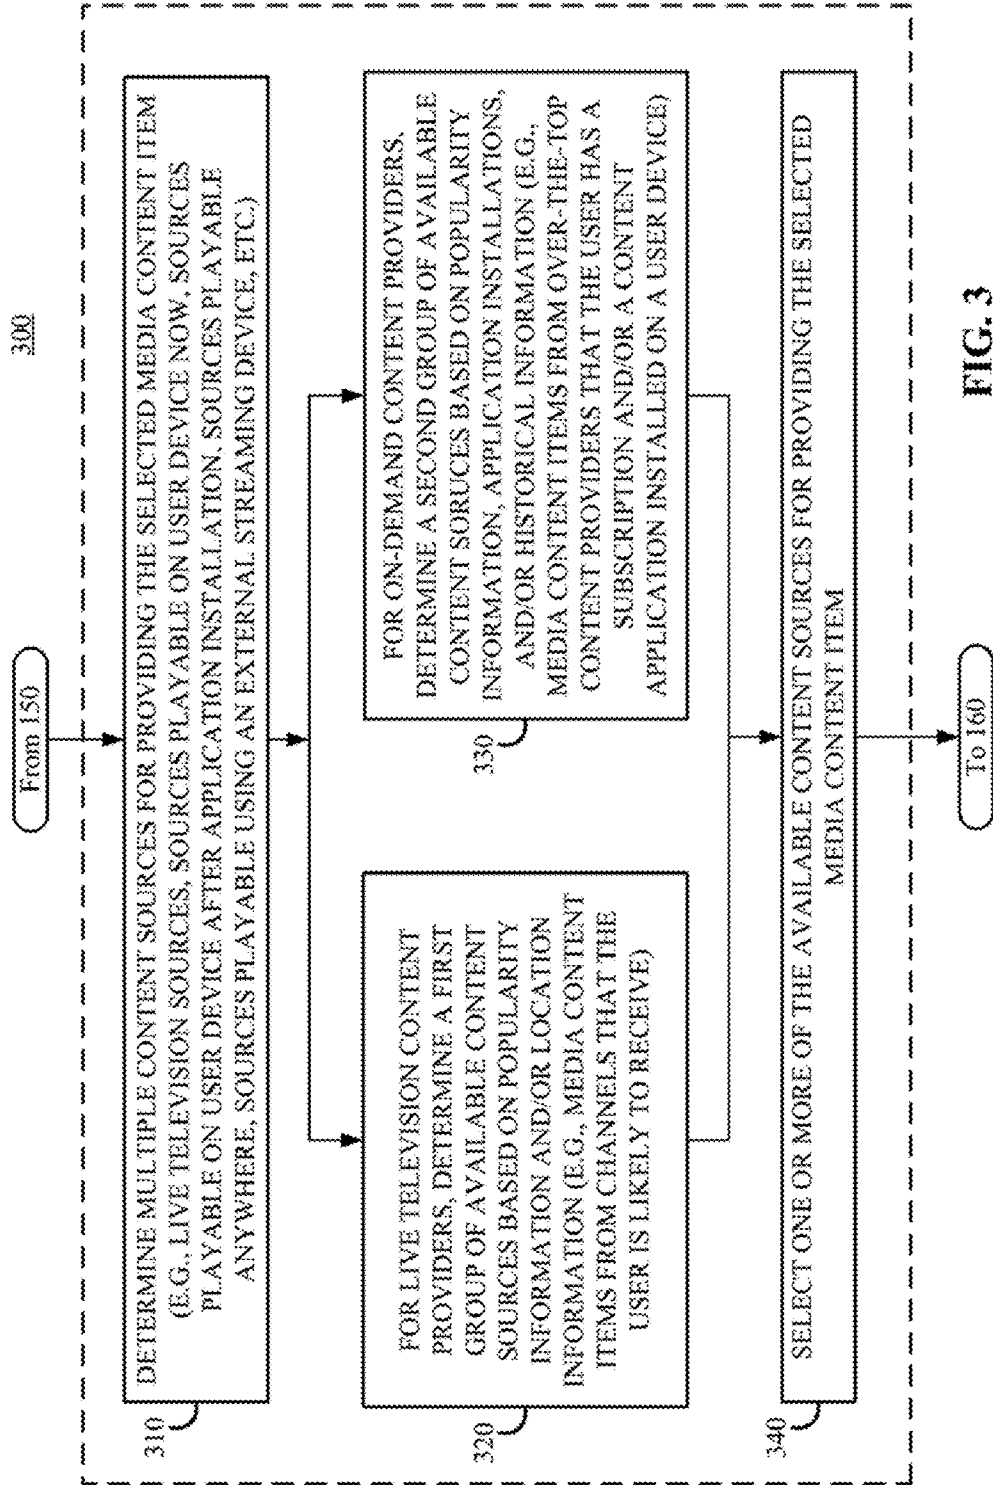 300
From 150
DETERMINE MULTIPLE CONTENT SOURCES FOR PROVIDING THE SELECTED MEDIA CONTENT ITEM
(E.G., LIVE TELEVISION SOURCES, SOURCES PLAYABLE ON USER DEVICE NOW, SOURCES
PLAYABLE ON USER DEVICE AFTER APPLICATION INSTALLATION, SOURCES PLAYABLE
ANYWHERE, SOURCES PLAYABLE USING AN EXTERNAL STREAMING DEVICE, ETC.)
310
FOR LIVE TELEVISION CONTENT
PROVIDERS, DETERMINE A FIRST
GROUP OF AVAILABLE CONTENT
SOURCES BASED ON POPULARITY
INFORMATION AND/OR LOCATION
INFORMATION (E.G., MEDIA CONTENT
ITEMS FROM CHANNELS THAT THE
USER IS LIKELY TO RECEIVE)
320
FOR ON-DEMAND CONTENT PROVIDERS,
DETERMINE A SECOND GROUP OF AVAILABLE
CONTENT SORUCES BASED ON POPULARITY
INFORMATION, APPLICATION INSTALLATIONS,
AND/OR HISTORICAL INFORMATION (E.G.,
MEDIA CONTENT ITEMS FROM OVER-THE-TOP
CONTENT PROVIDERS THAT THE USER HAS A
SUBSCRIPTION AND/OR A CONTENT
APPLICATION INSTALLED ON A USER DEVICE)
330
SELECT ONE OR MORE OF THE AVAILABLE CONTENT SOURCES FOR PROVIDING THE SELECTED
MEDIA CONTENT ITEM
340
To 160
FIG. 3